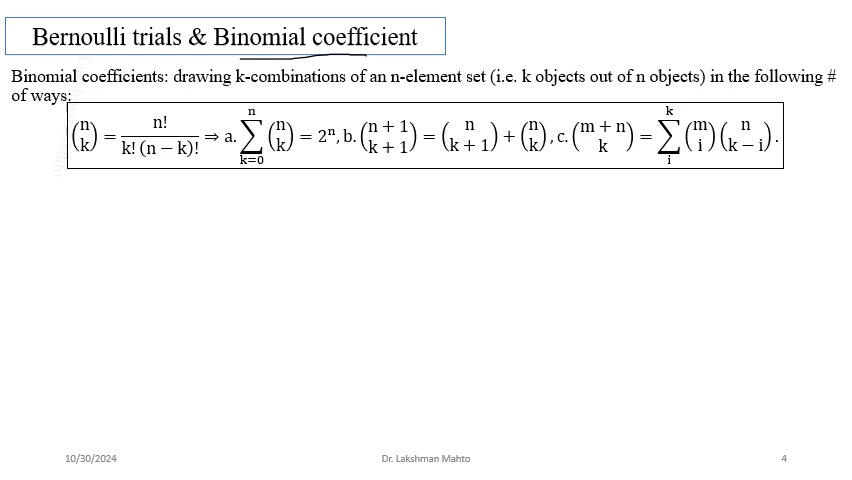 Bernoulli trials & Binomial coefficient
Binomial coefficients: drawing k-combinations of an n-element set (i.e. k objects out of n objects) in the following #
of ways:
(n k) = n! / k! (n − k)! ⇒ a. ∑_{k=0}^{n} (n k) = 2ⁿ, b. (n + 1 k + 1) = (n k + 1) + (n k), c. (m + n k) = ∑_{i}^{k} (m i)(n k − i).
10/30/2024 Dr. Lakshman Mahto 4